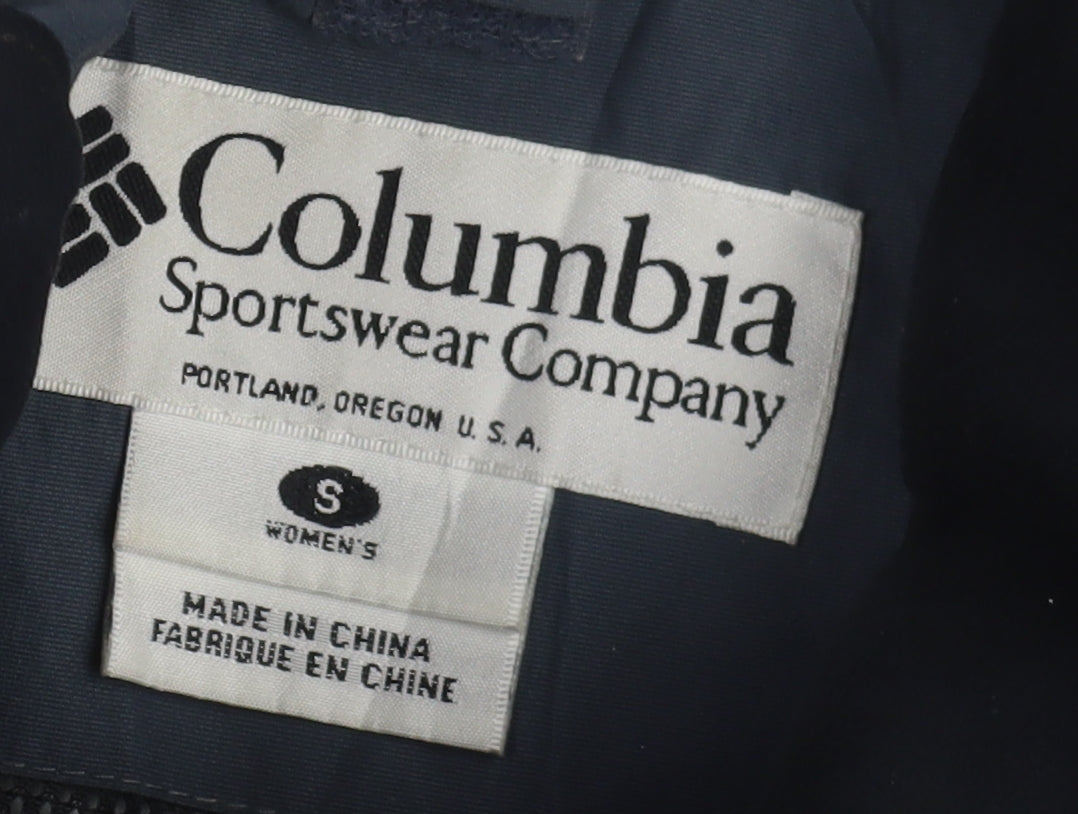 Columbia
Sportswear Company
PORTLAND, OREGON U.S.A.
S
WOMEN'S
MADE IN CHINA
FABRIQUE EN CHINE